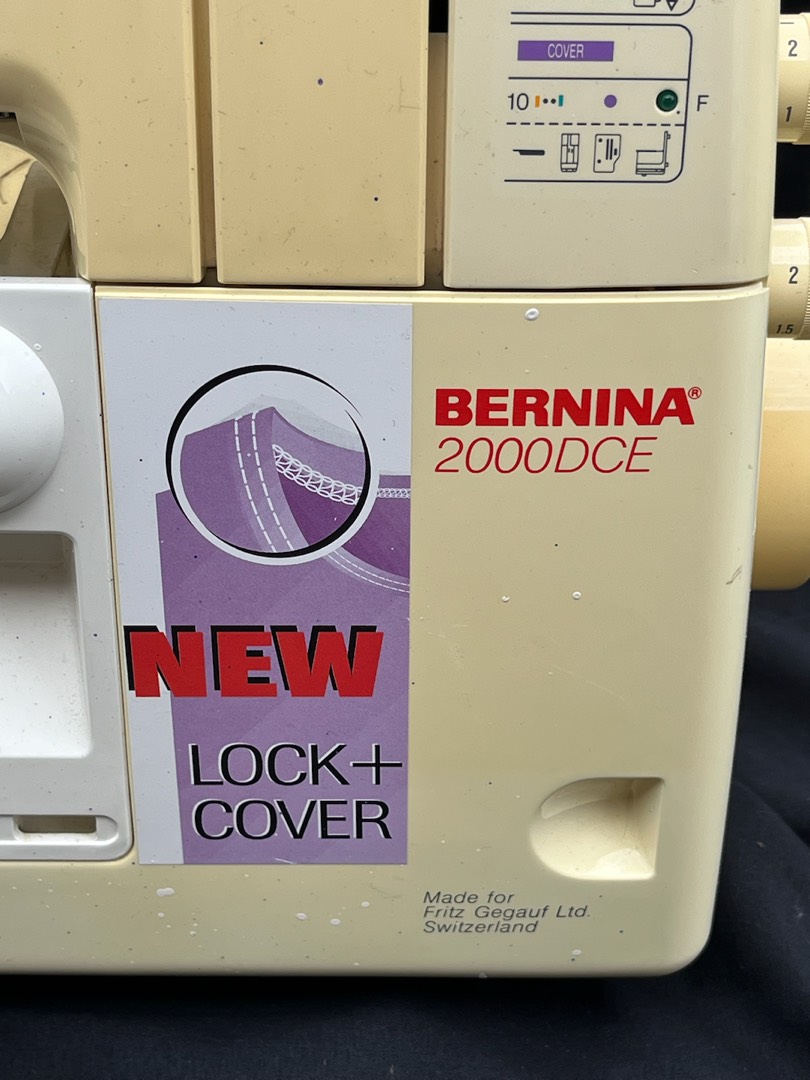 COVER
10
F
2
1
2
1.5
BERNINA®
2000DCE
NEW
LOCK+
COVER
Made for
Fritz Gegauf Ltd.
Switzerland